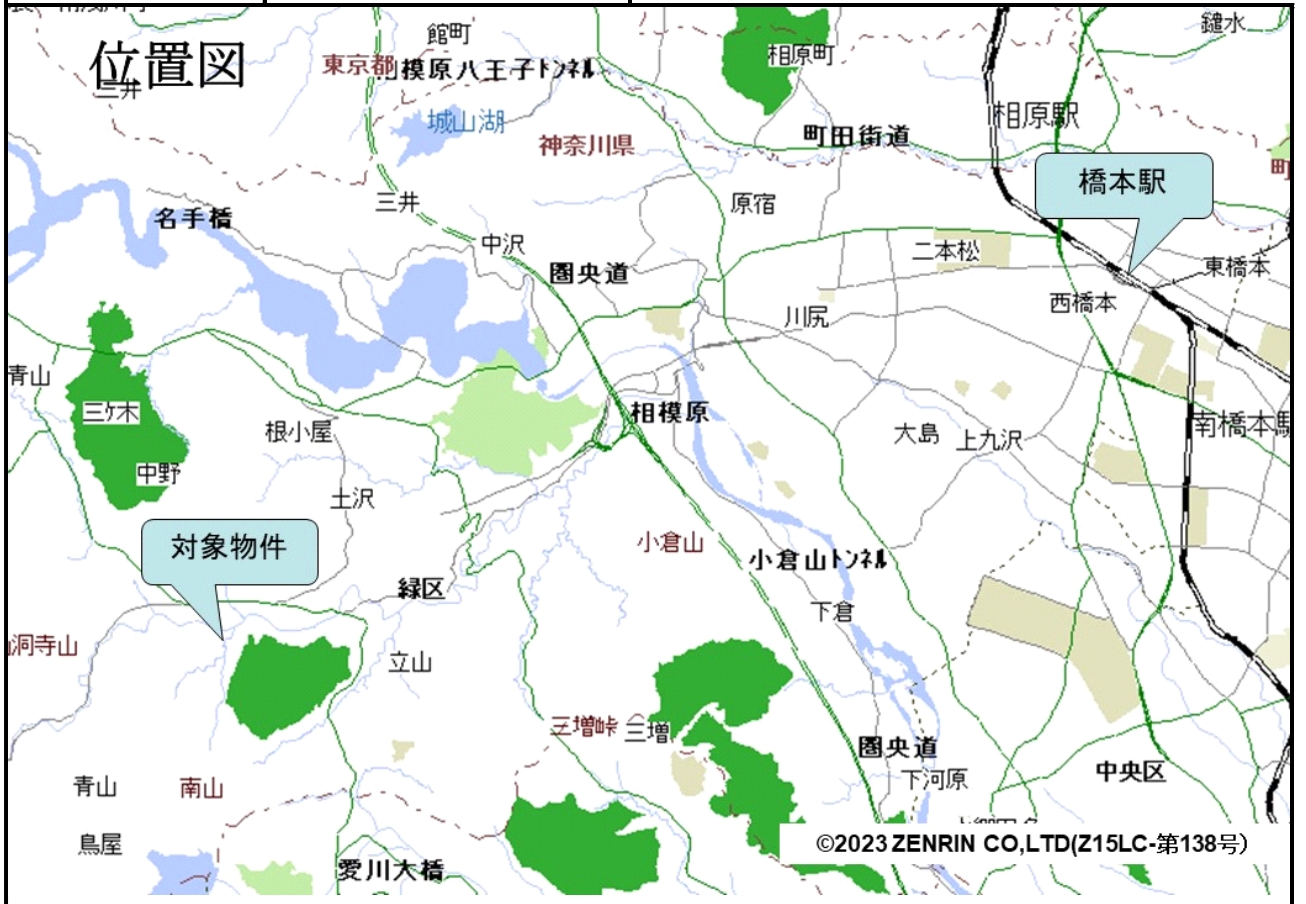 位置図
館町
鑓水
相原町
東京都
相模原八王子トンネル
三井
城山湖
相原駅
町田街道
神奈川県
橋本駅
町
三井
原宿
名手橋
中沢
二本松
東橋本
圏央道
西橋本
川尻
青山
三ケ木
相模原
南橋本駅
根小屋
大島
上九沢
中野
土沢
対象物件
小倉山
小倉山トンネル
緑区
下倉
洞寺山
立山
三増峠
三増
圏央道
下河原
中央区
青山
南山
鳥屋
愛川大橋
©2023 ZENRIN CO,LTD(Z15LC-第138号)